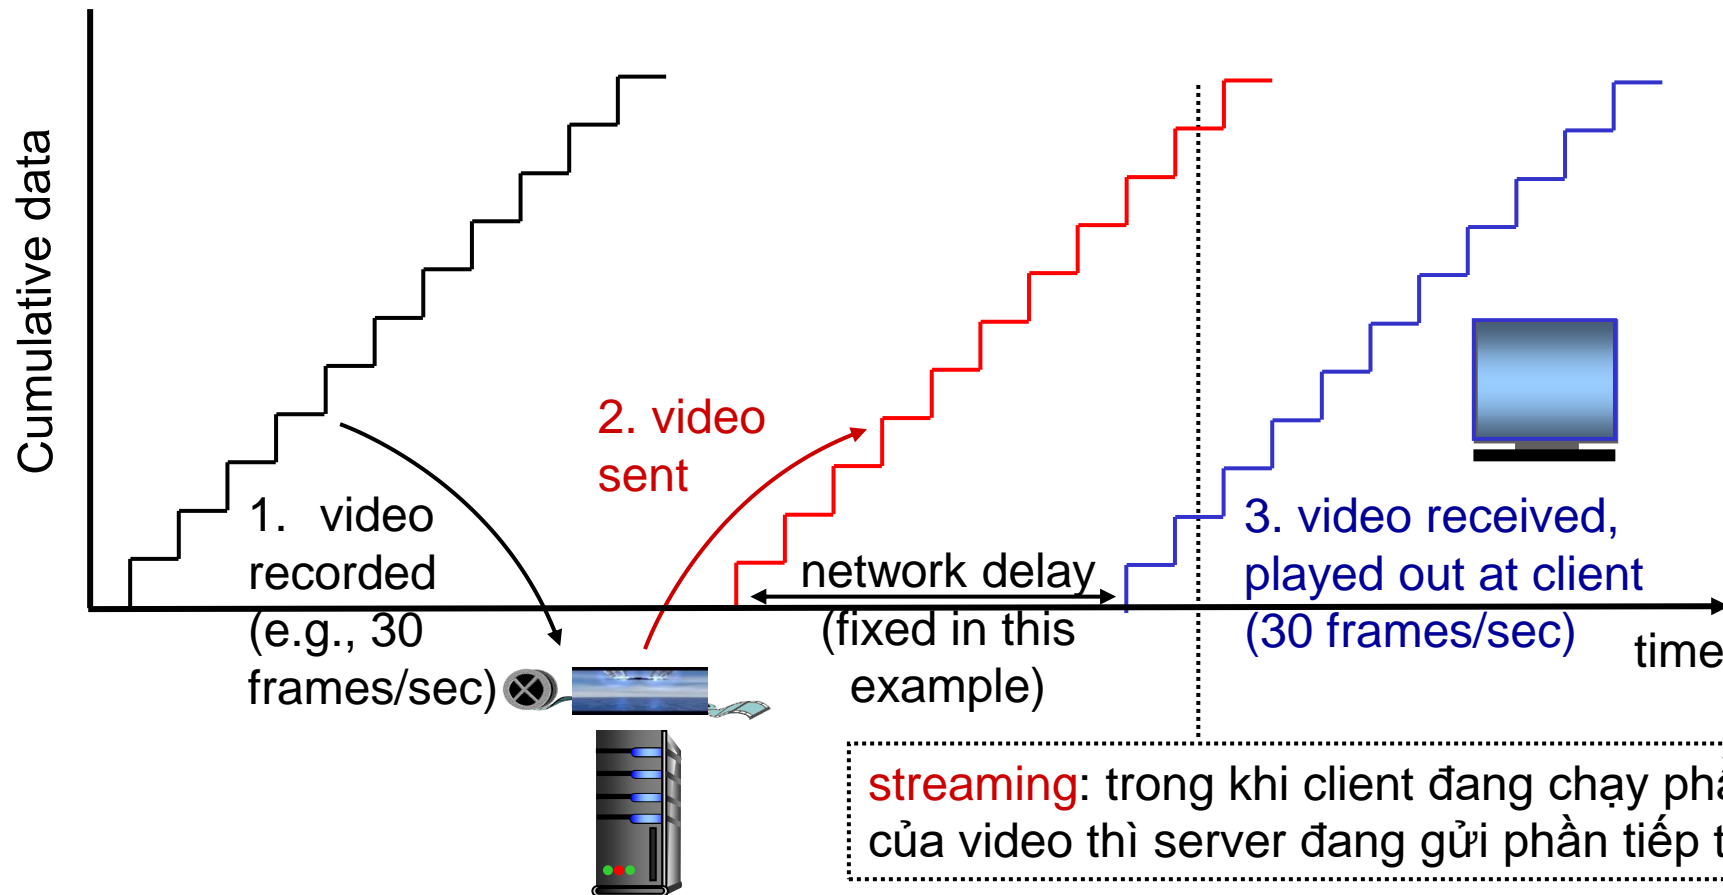 Cumulative data
1. video
recorded
(e.g., 30
frames/sec)
2. video
sent
network delay
(fixed in this
example)
3. video received,
played out at client
(30 frames/sec)
time
streaming: trong khi client đang chạy
của video thì server đang gửi phần tiếp